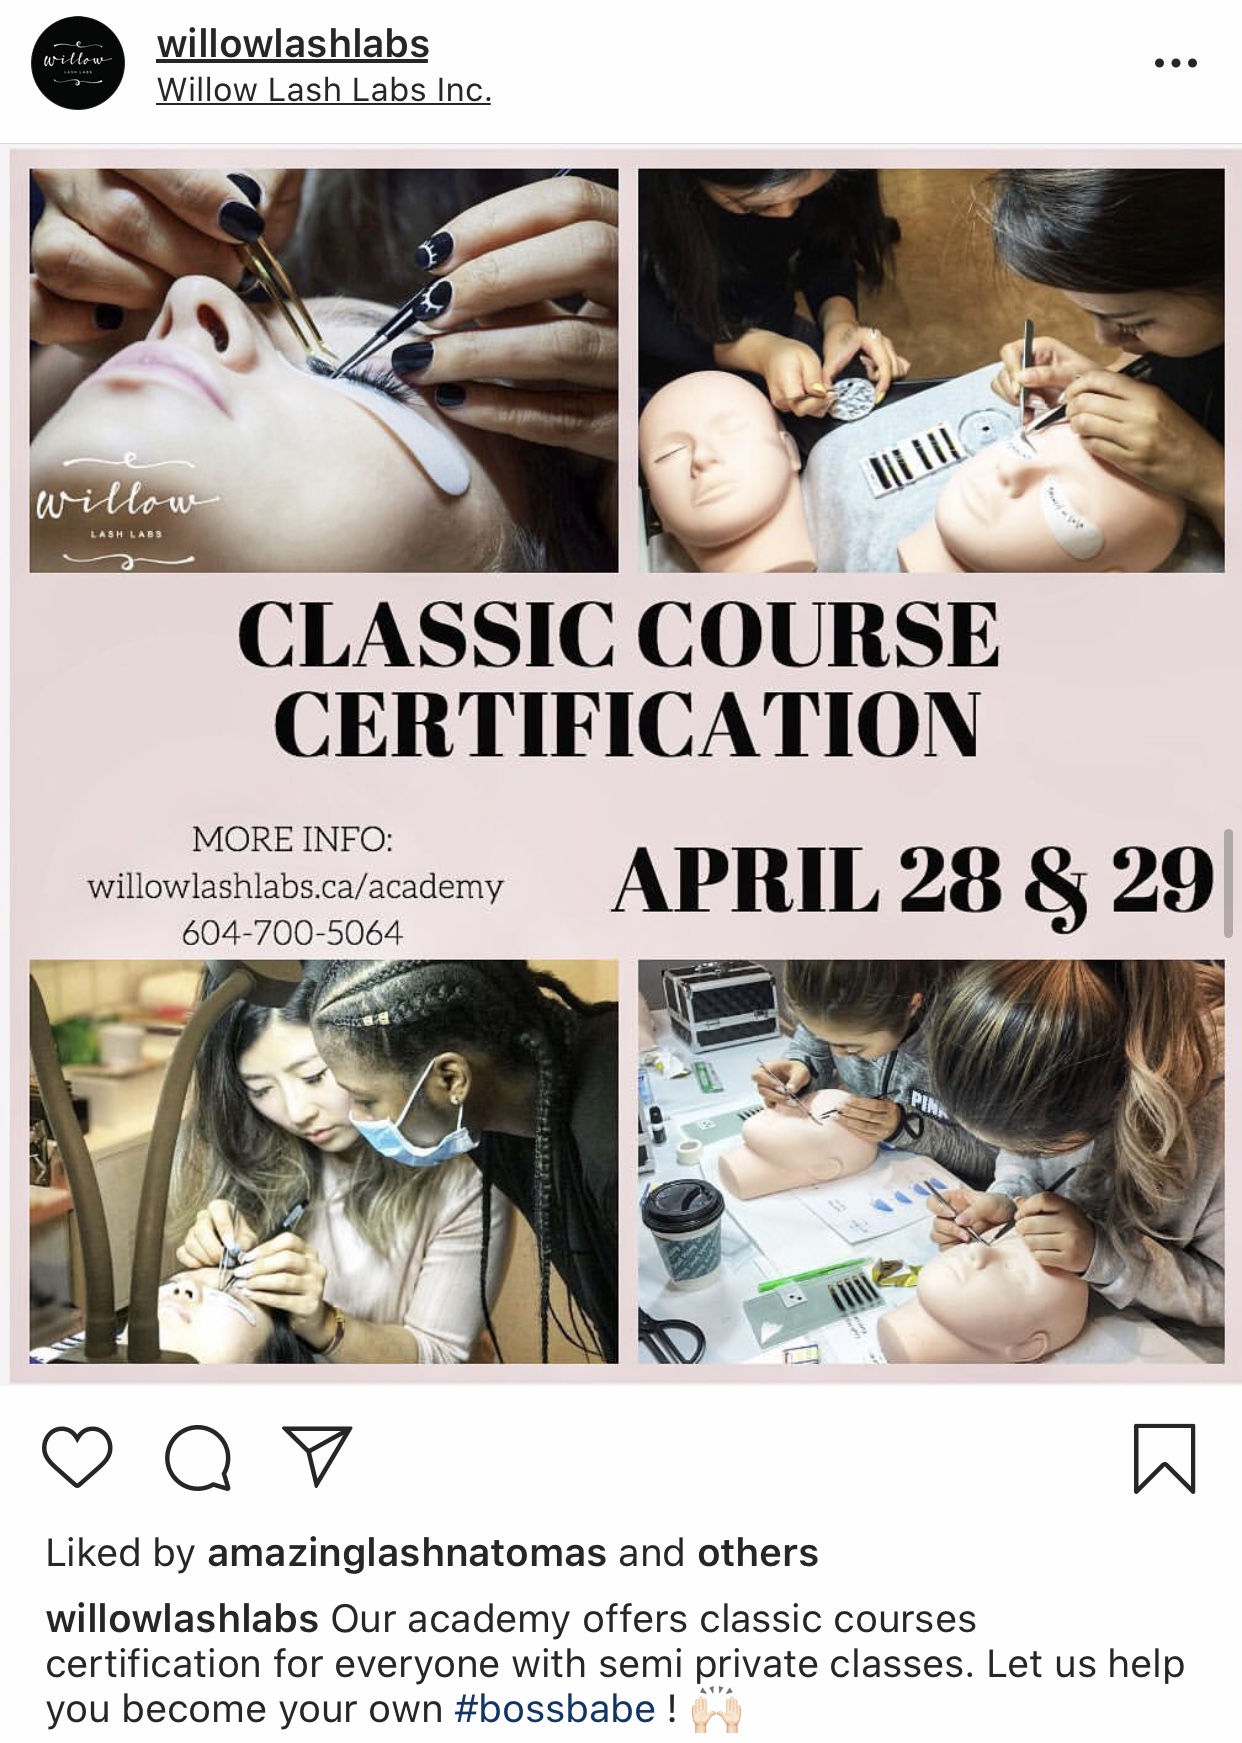 willow
LASH LABS
willowlashlabs
Willow Lash Labs Inc.
willow
LASH LABS
CLASSIC COURSE
CERTIFICATION
MORE INFO:
willowlashlabs.ca/academy
604-700-5064
APRIL 28 & 29
PINK
Liked by amazinglashnatomas and others
willowlashlabs Our academy offers classic courses
certification for everyone with semi private classes. Let us help
you become your own #bossbabe ! 🙌🏻